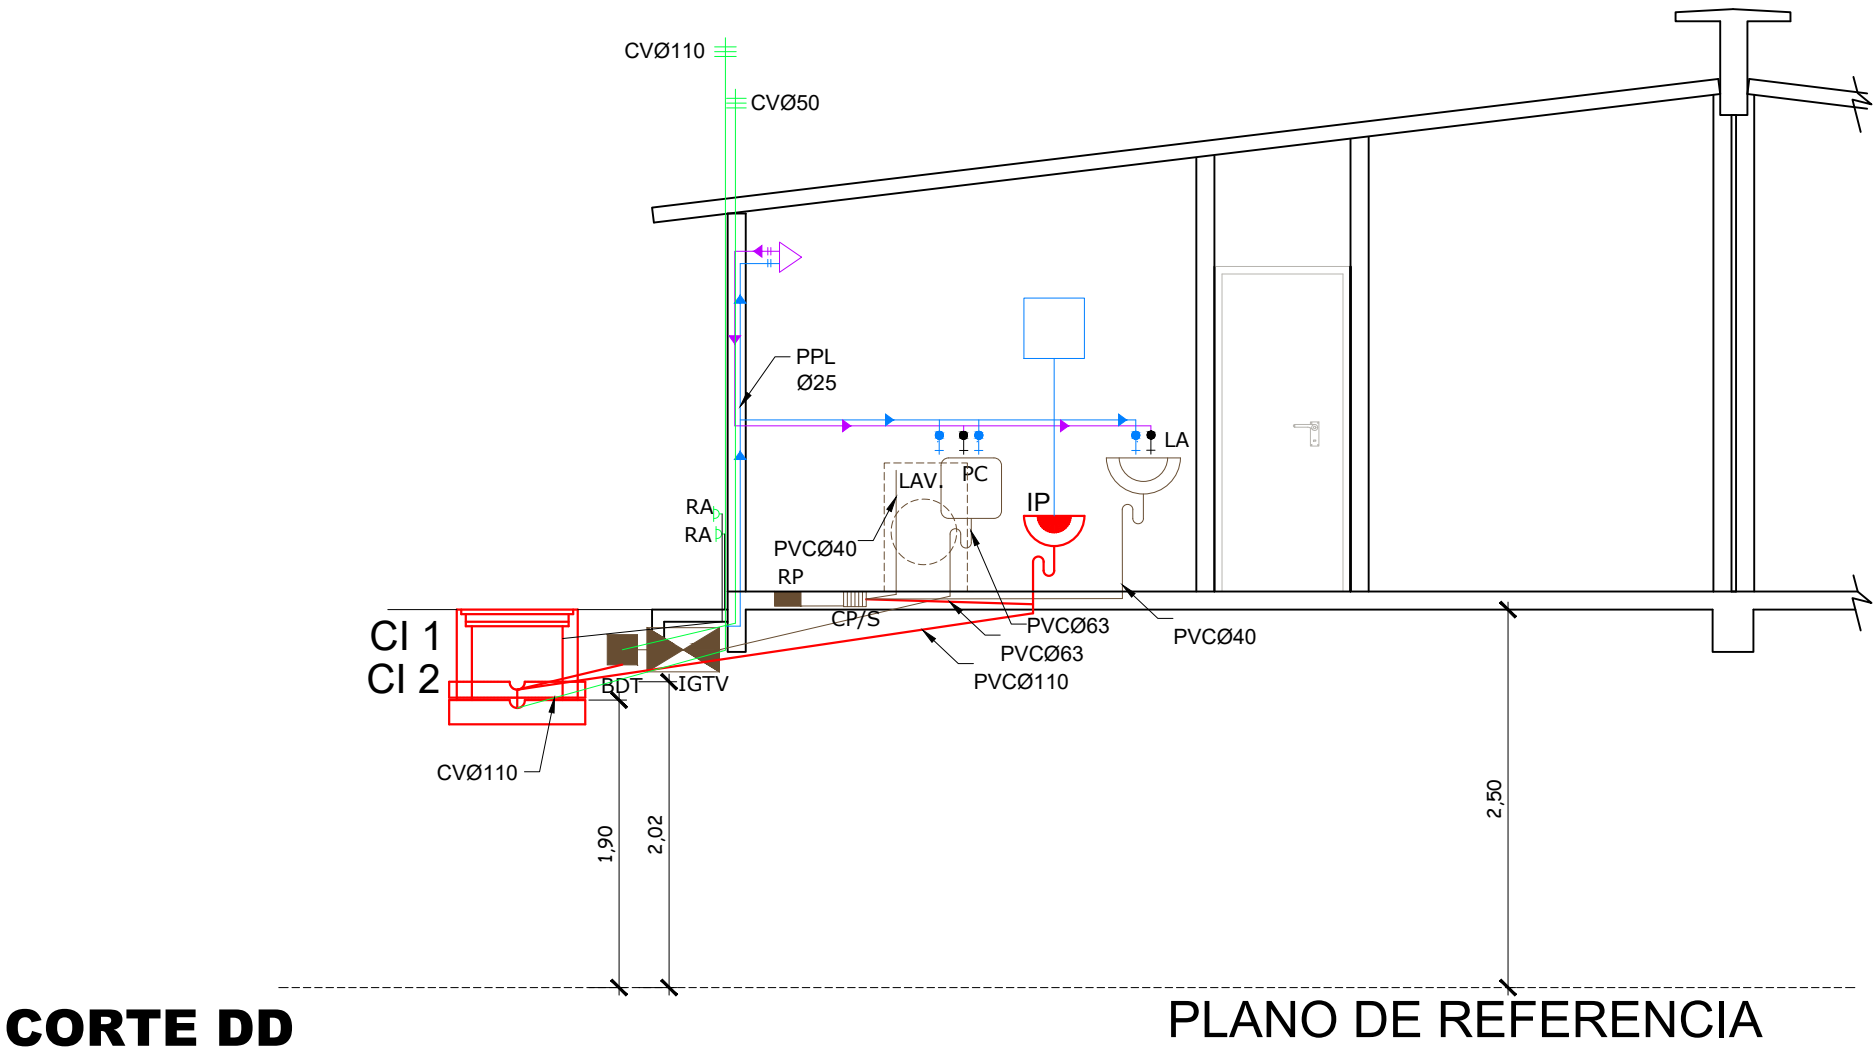 CVØ110
CVØ50
PPL
Ø25
LA
PC
LAV.
IP
RA
RA
PVCØ40
RP
CP/S
PVCØ63
PVCØ40
PVCØ63
PVCØ110
CI 1
CI 2
BDT
IGTV
CVØ110
1,90
2,02
2,50
CORTE DD
PLANO DE REFERENCIA